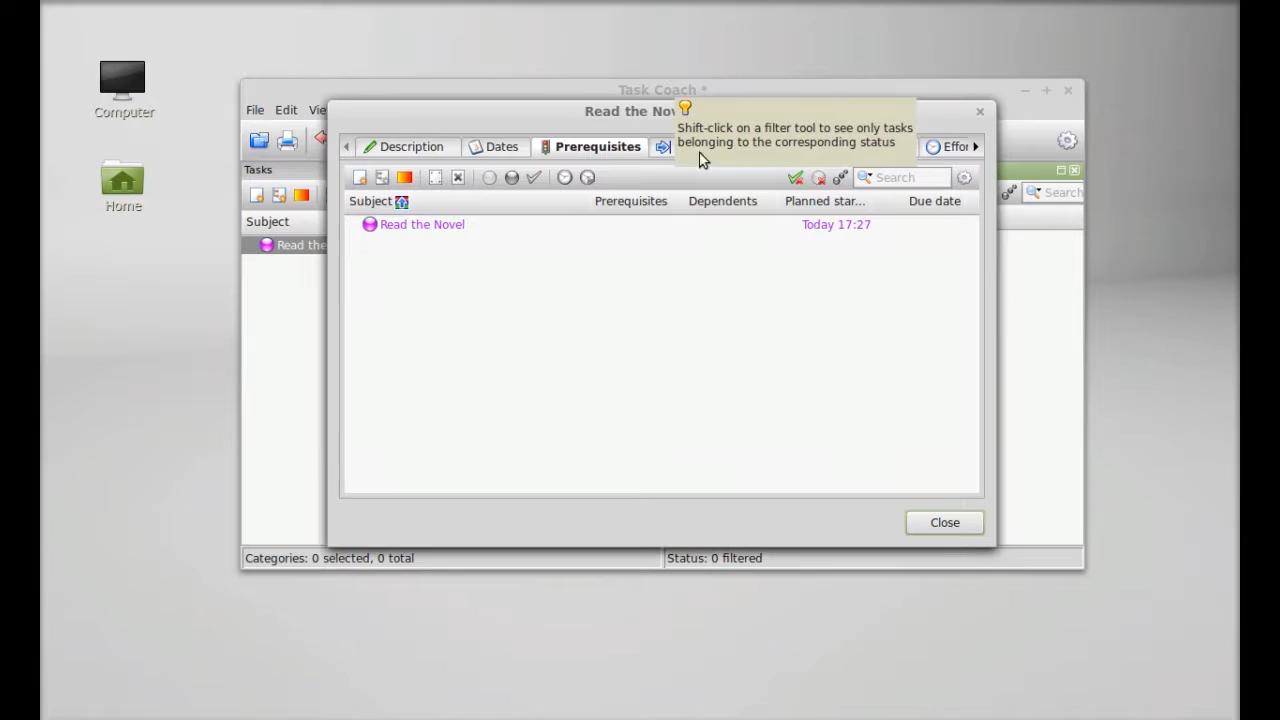 Computer
Home
Task Coach *
File Edit Vie
Read the Nov
Shift-click on a filter tool to see only tasks
belonging to the corresponding status
Description Dates Prerequisites Effor
Tasks
Search
Search
Subject Prerequisites Dependents Planned star... Due date
Subject
Read the Novel Today 17:27
Read the
Close
Categories: 0 selected, 0 total Status: 0 filtered